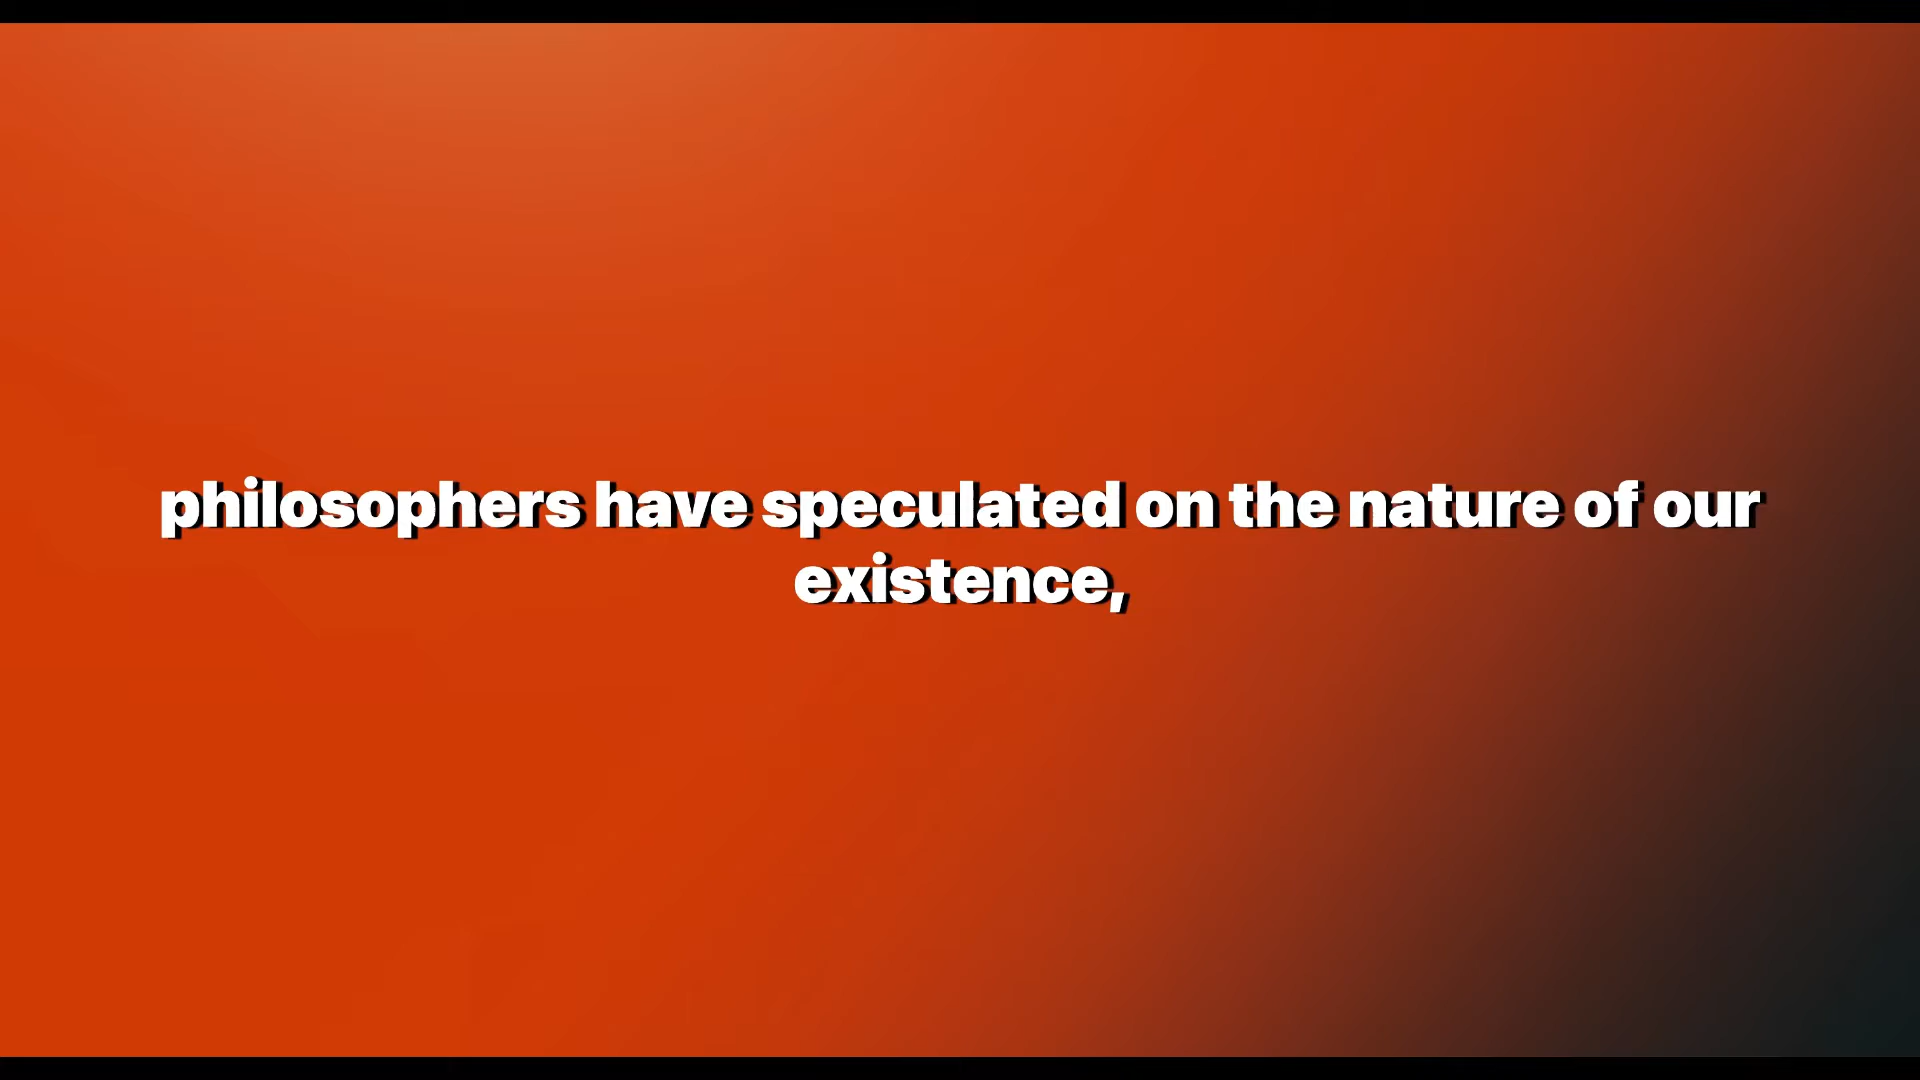 philosophers have speculated on the nature of our
existence,